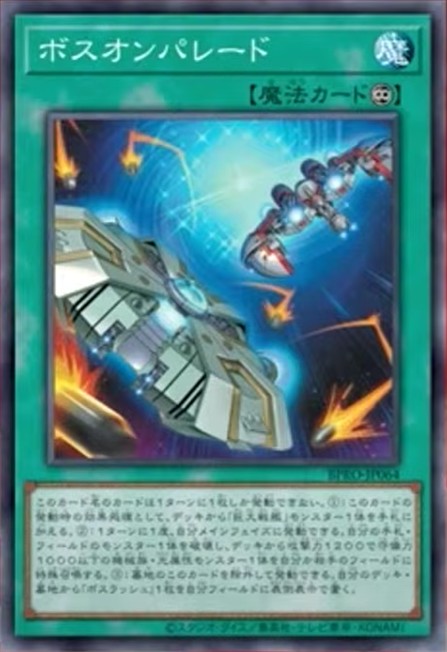 ボスオンパレード
魔
【魔法カード】
BPRO-JP064
このカード名のカードは1ターンに1枚しか発動できない。①：このカードの
発動時の効果処理として、デッキから「巨大戦艦」モンスター1体を手札
に加える。②：1ターンに1度、自分メインフェイズに発動できる。自分の手札・
フィールドのモンスター1体を破壊し、デッキから攻撃力1200で守備力
1000以下の機械族・光属性モンスター1体を自分か相手のフィールドに
特殊召喚する。③：墓地のこのカードを除外して発動できる。自分のデッキ・
墓地から「ボスラッシュ」1枚を自分フィールドに表側表示で置く。
©スタジオ・ダイス／集英社・テレビ東京・KONAMI